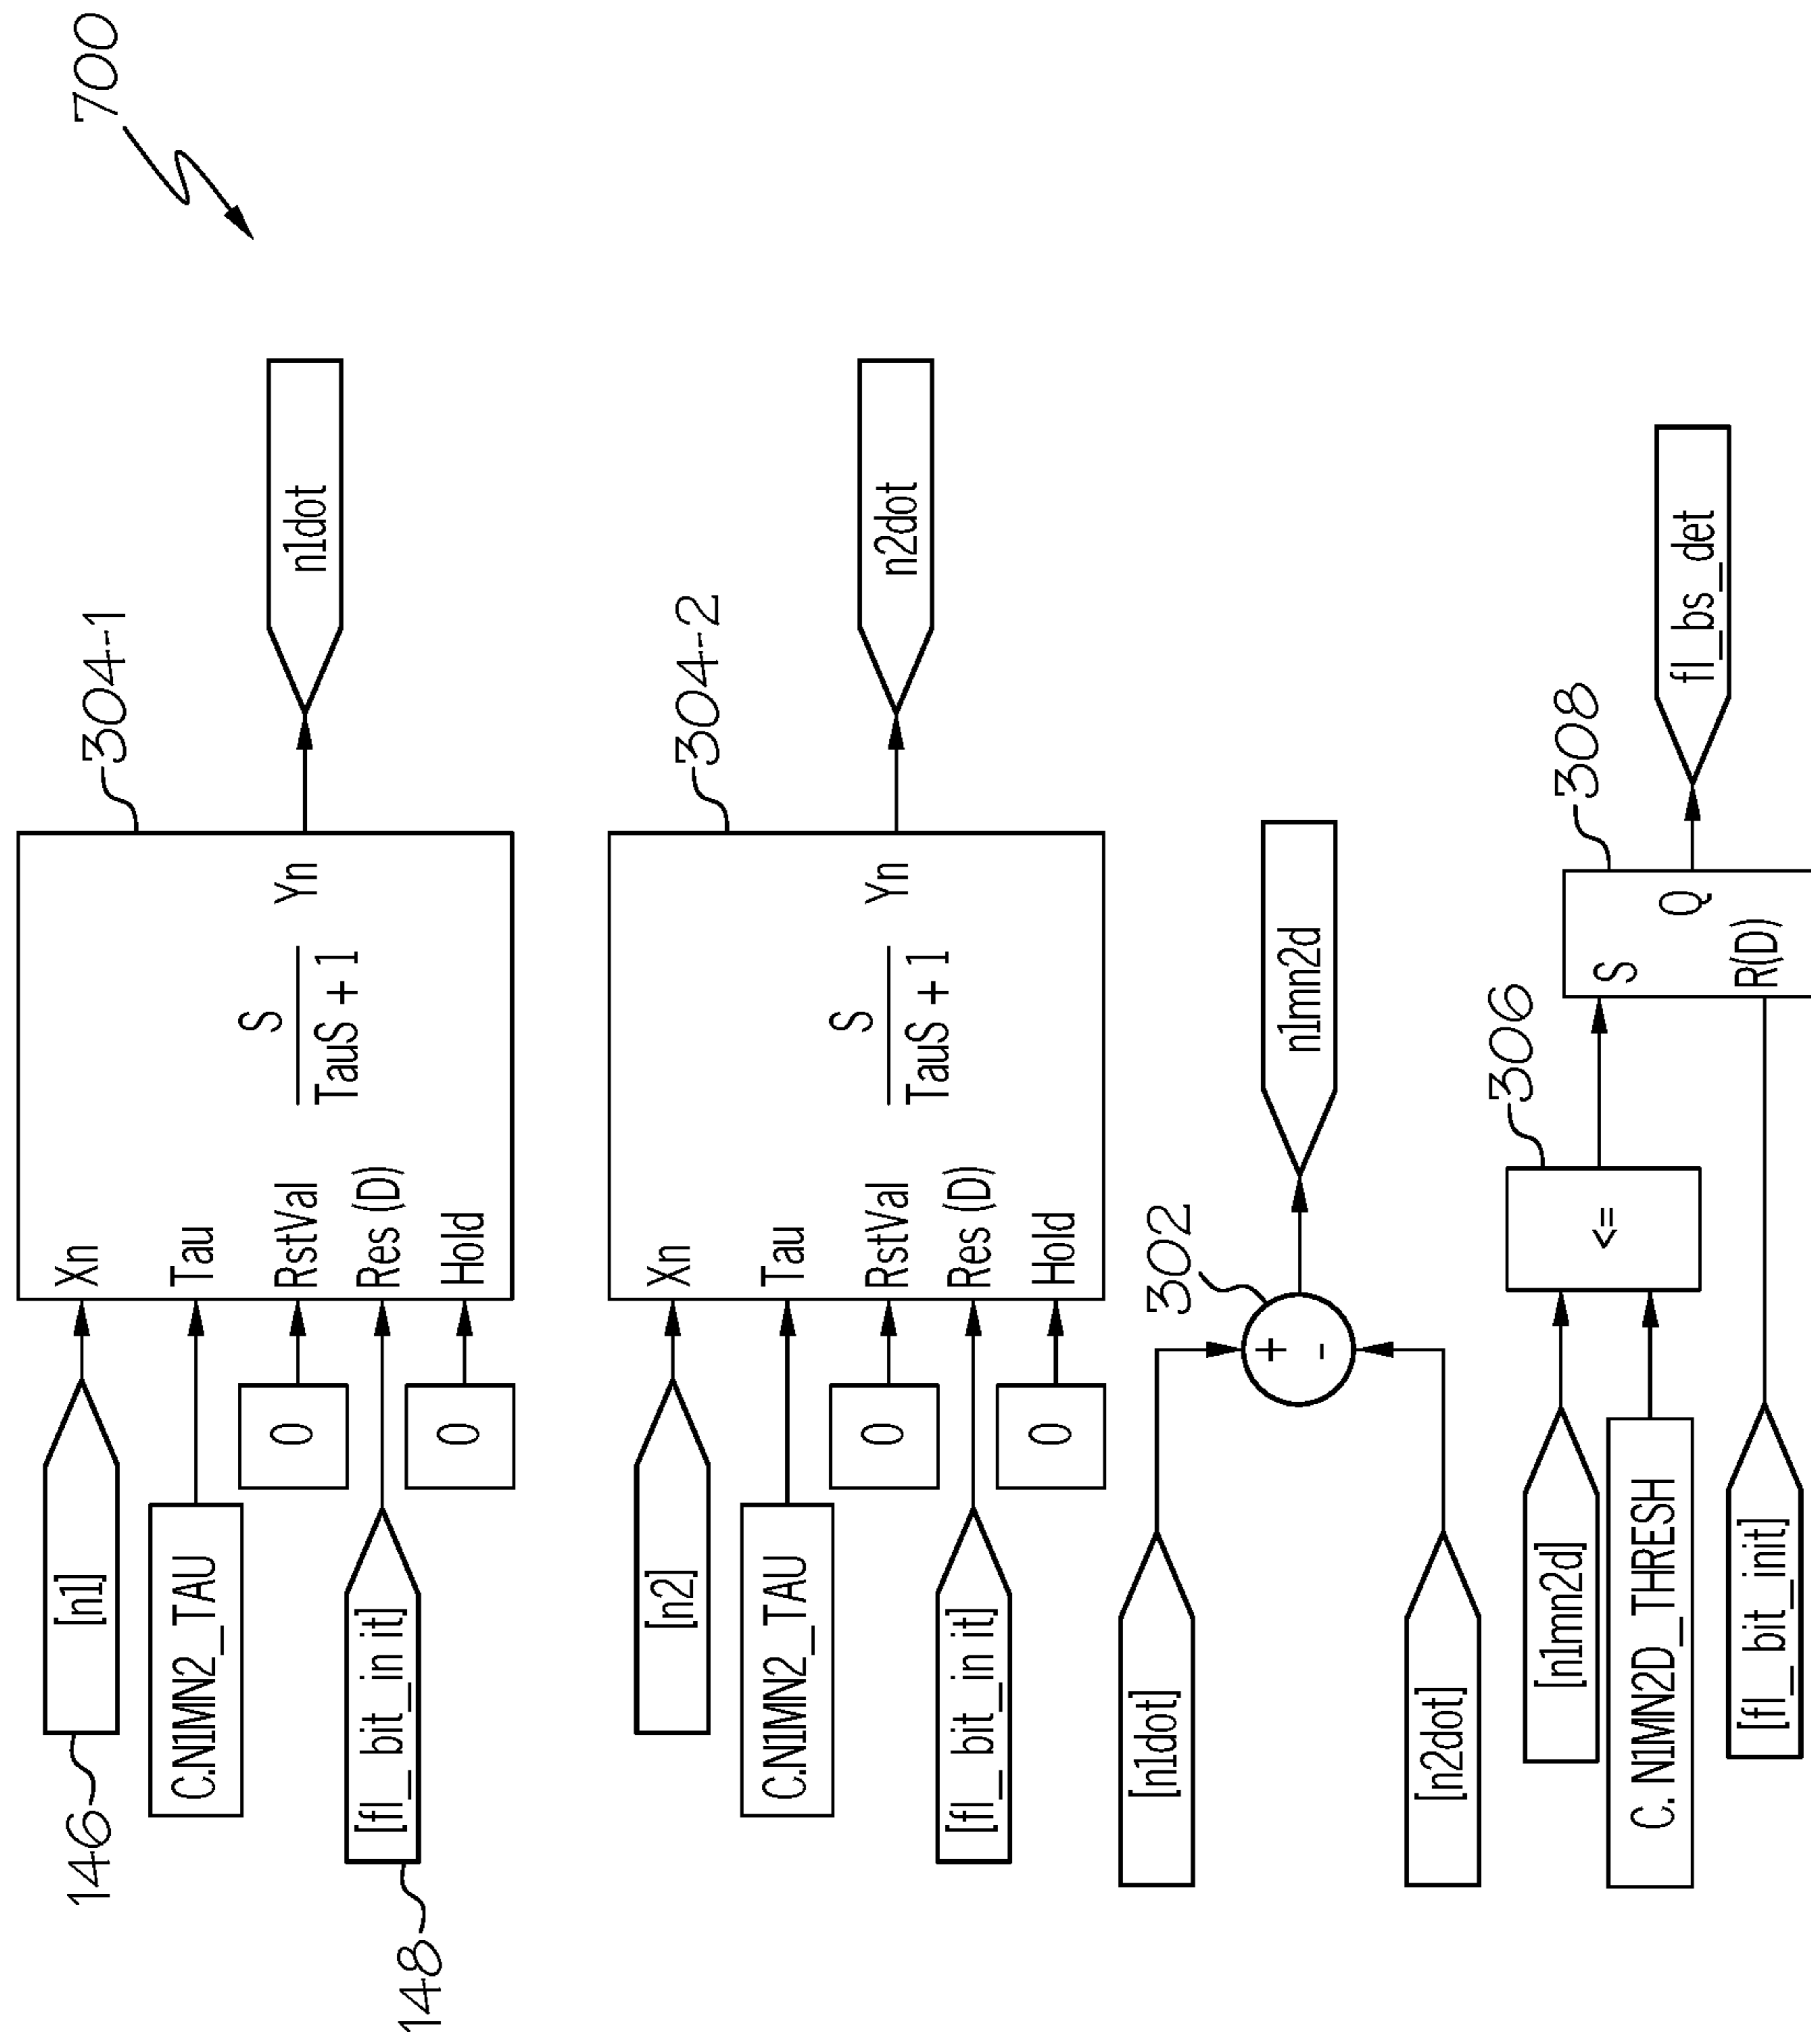 700
146
[n1]
Xn
304-1
C.N1MN2_TAU
Tau
S
TauS + 1
0
RstVal
Yn
n1dot
148
[fl_bit_in it]
Res (D)
0
Hold
[n2]
Xn
304-2
C.N1MN2_TAU
Tau
S
TauS + 1
0
RstVal
Yn
n2dot
[fl_bit_in it]
Res (D)
0
Hold
[n1dot]
302
+
-
n1mn2d
[n2dot]
[n1mn2d]
306
<=
C. N1MN2D_THRESH
308
S
Q
fl_bs_det
[fl_bit_init]
R(D)